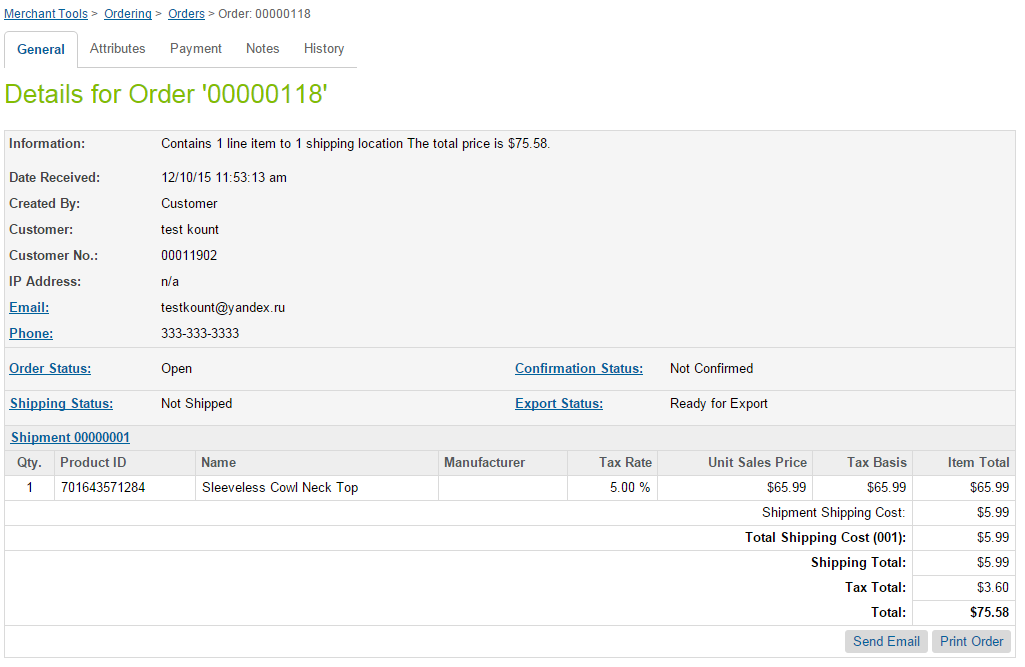 Merchant Tools > Ordering > Orders > Order: 00000118
General Attributes Payment Notes History
Details for Order '00000118'
Information: Contains 1 line item to 1 shipping location The total price is $75.58.
Date Received: 12/10/15 11:53:13 am
Created By: Customer
Customer: test kount
Customer No.: 00011902
IP Address: n/a
Email: testkount@yandex.ru
Phone: 333-333-3333
Order Status: Open Confirmation Status: Not Confirmed
Shipping Status: Not Shipped Export Status: Ready for Export
Shipment 00000001
Qty. Product ID Name Manufacturer Tax Rate Unit Sales Price Tax Basis Item Total
1 701643571284 Sleeveless Cowl Neck Top 5.00 % $65.99 $65.99 $65.99
Shipment Shipping Cost: $5.99
Total Shipping Cost (001): $5.99
Shipping Total: $5.99
Tax Total: $3.60
Total: $75.58
Send Email Print Order